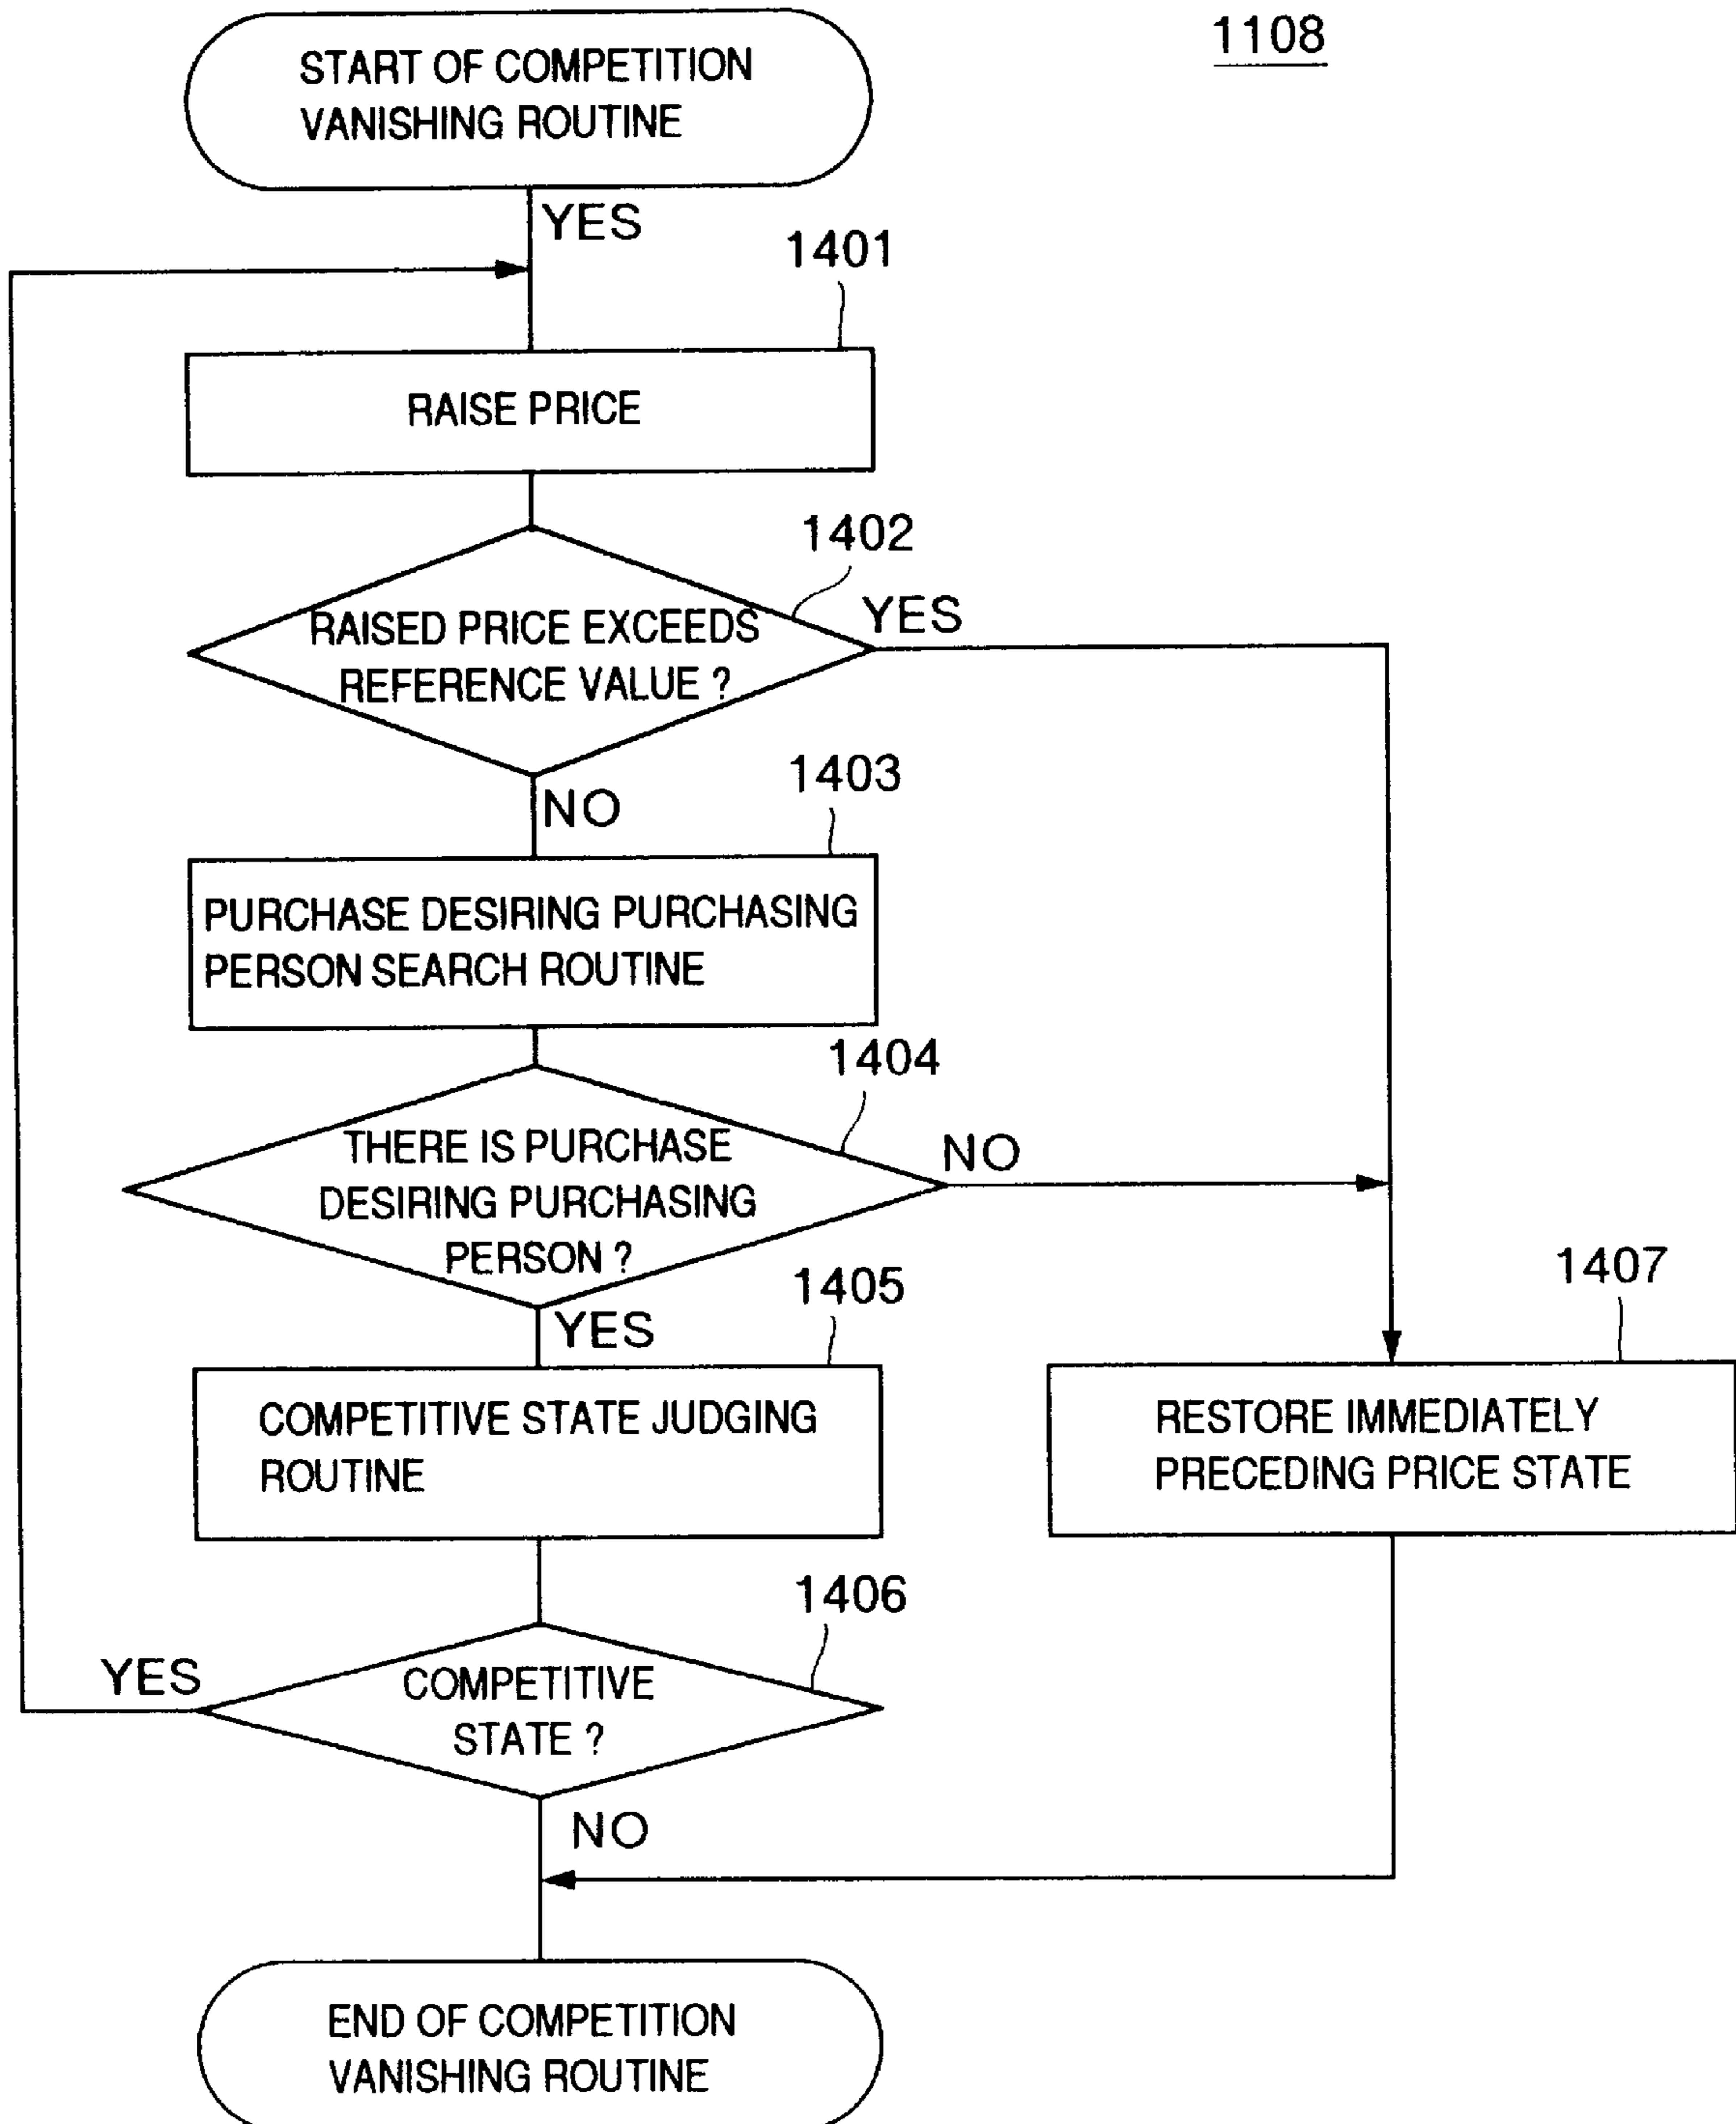 1108
START OF COMPETITION
VANISHING ROUTINE
YES
1401
RAISE PRICE
1402
RAISED PRICE EXCEEDS
REFERENCE VALUE ?
YES
NO
1403
PURCHASE DESIRING PURCHASING
PERSON SEARCH ROUTINE
1404
THERE IS PURCHASE
DESIRING PURCHASING
PERSON ?
NO
YES
1405
COMPETITIVE STATE JUDGING
ROUTINE
1407
RESTORE IMMEDIATELY
PRECEDING PRICE STATE
1406
COMPETITIVE
STATE ?
YES
NO
END OF COMPETITION
VANISHING ROUTINE